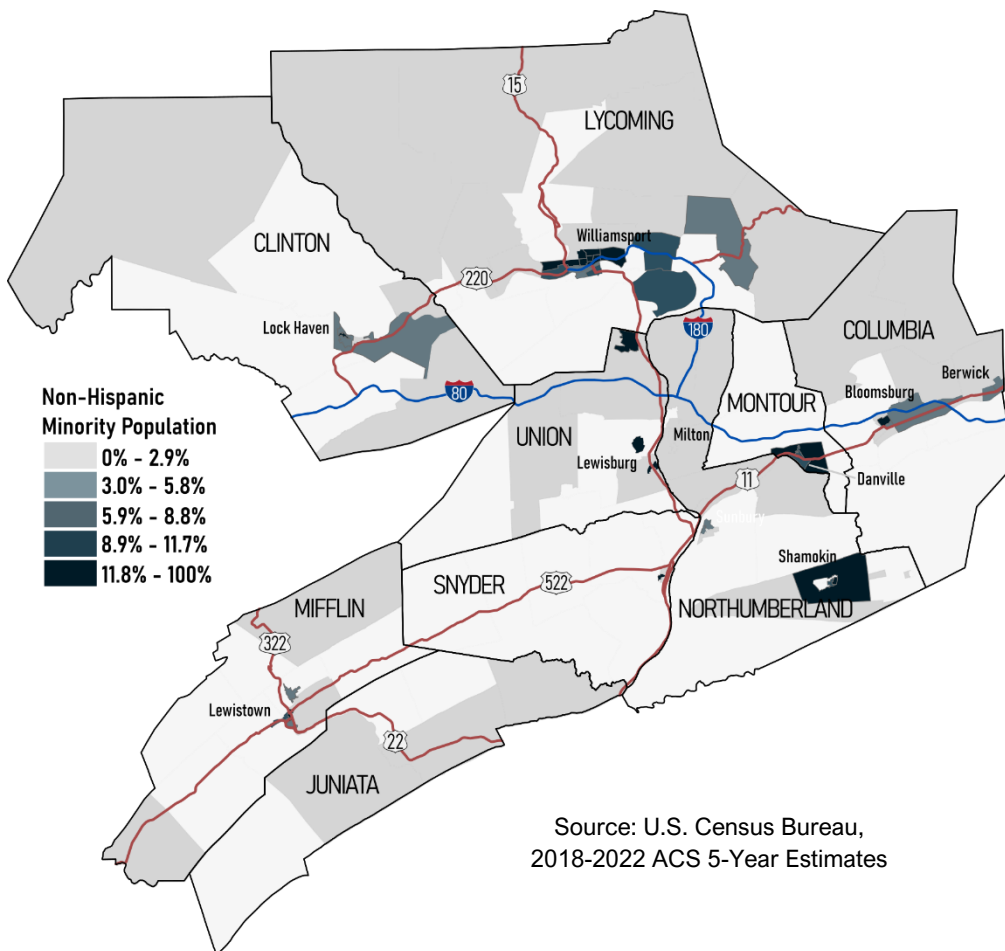 15
LYCOMING
Williamsport
CLINTON
220
Lock Haven
180
COLUMBIA
Berwick
Bloomsburg
80
MONTOUR
Non-Hispanic
Minority Population
0% - 2.9%
3.0% - 5.8%
5.9% - 8.8%
8.9% - 11.7%
11.8% - 100%
UNION
Milton
Lewisburg
11
Danville
Sunbury
Shamokin
SNYDER
522
NORTHUMBERLAND
MIFFLIN
322
Lewistown
22
JUNIATA
Source: U.S. Census Bureau,
2018-2022 ACS 5-Year Estimates